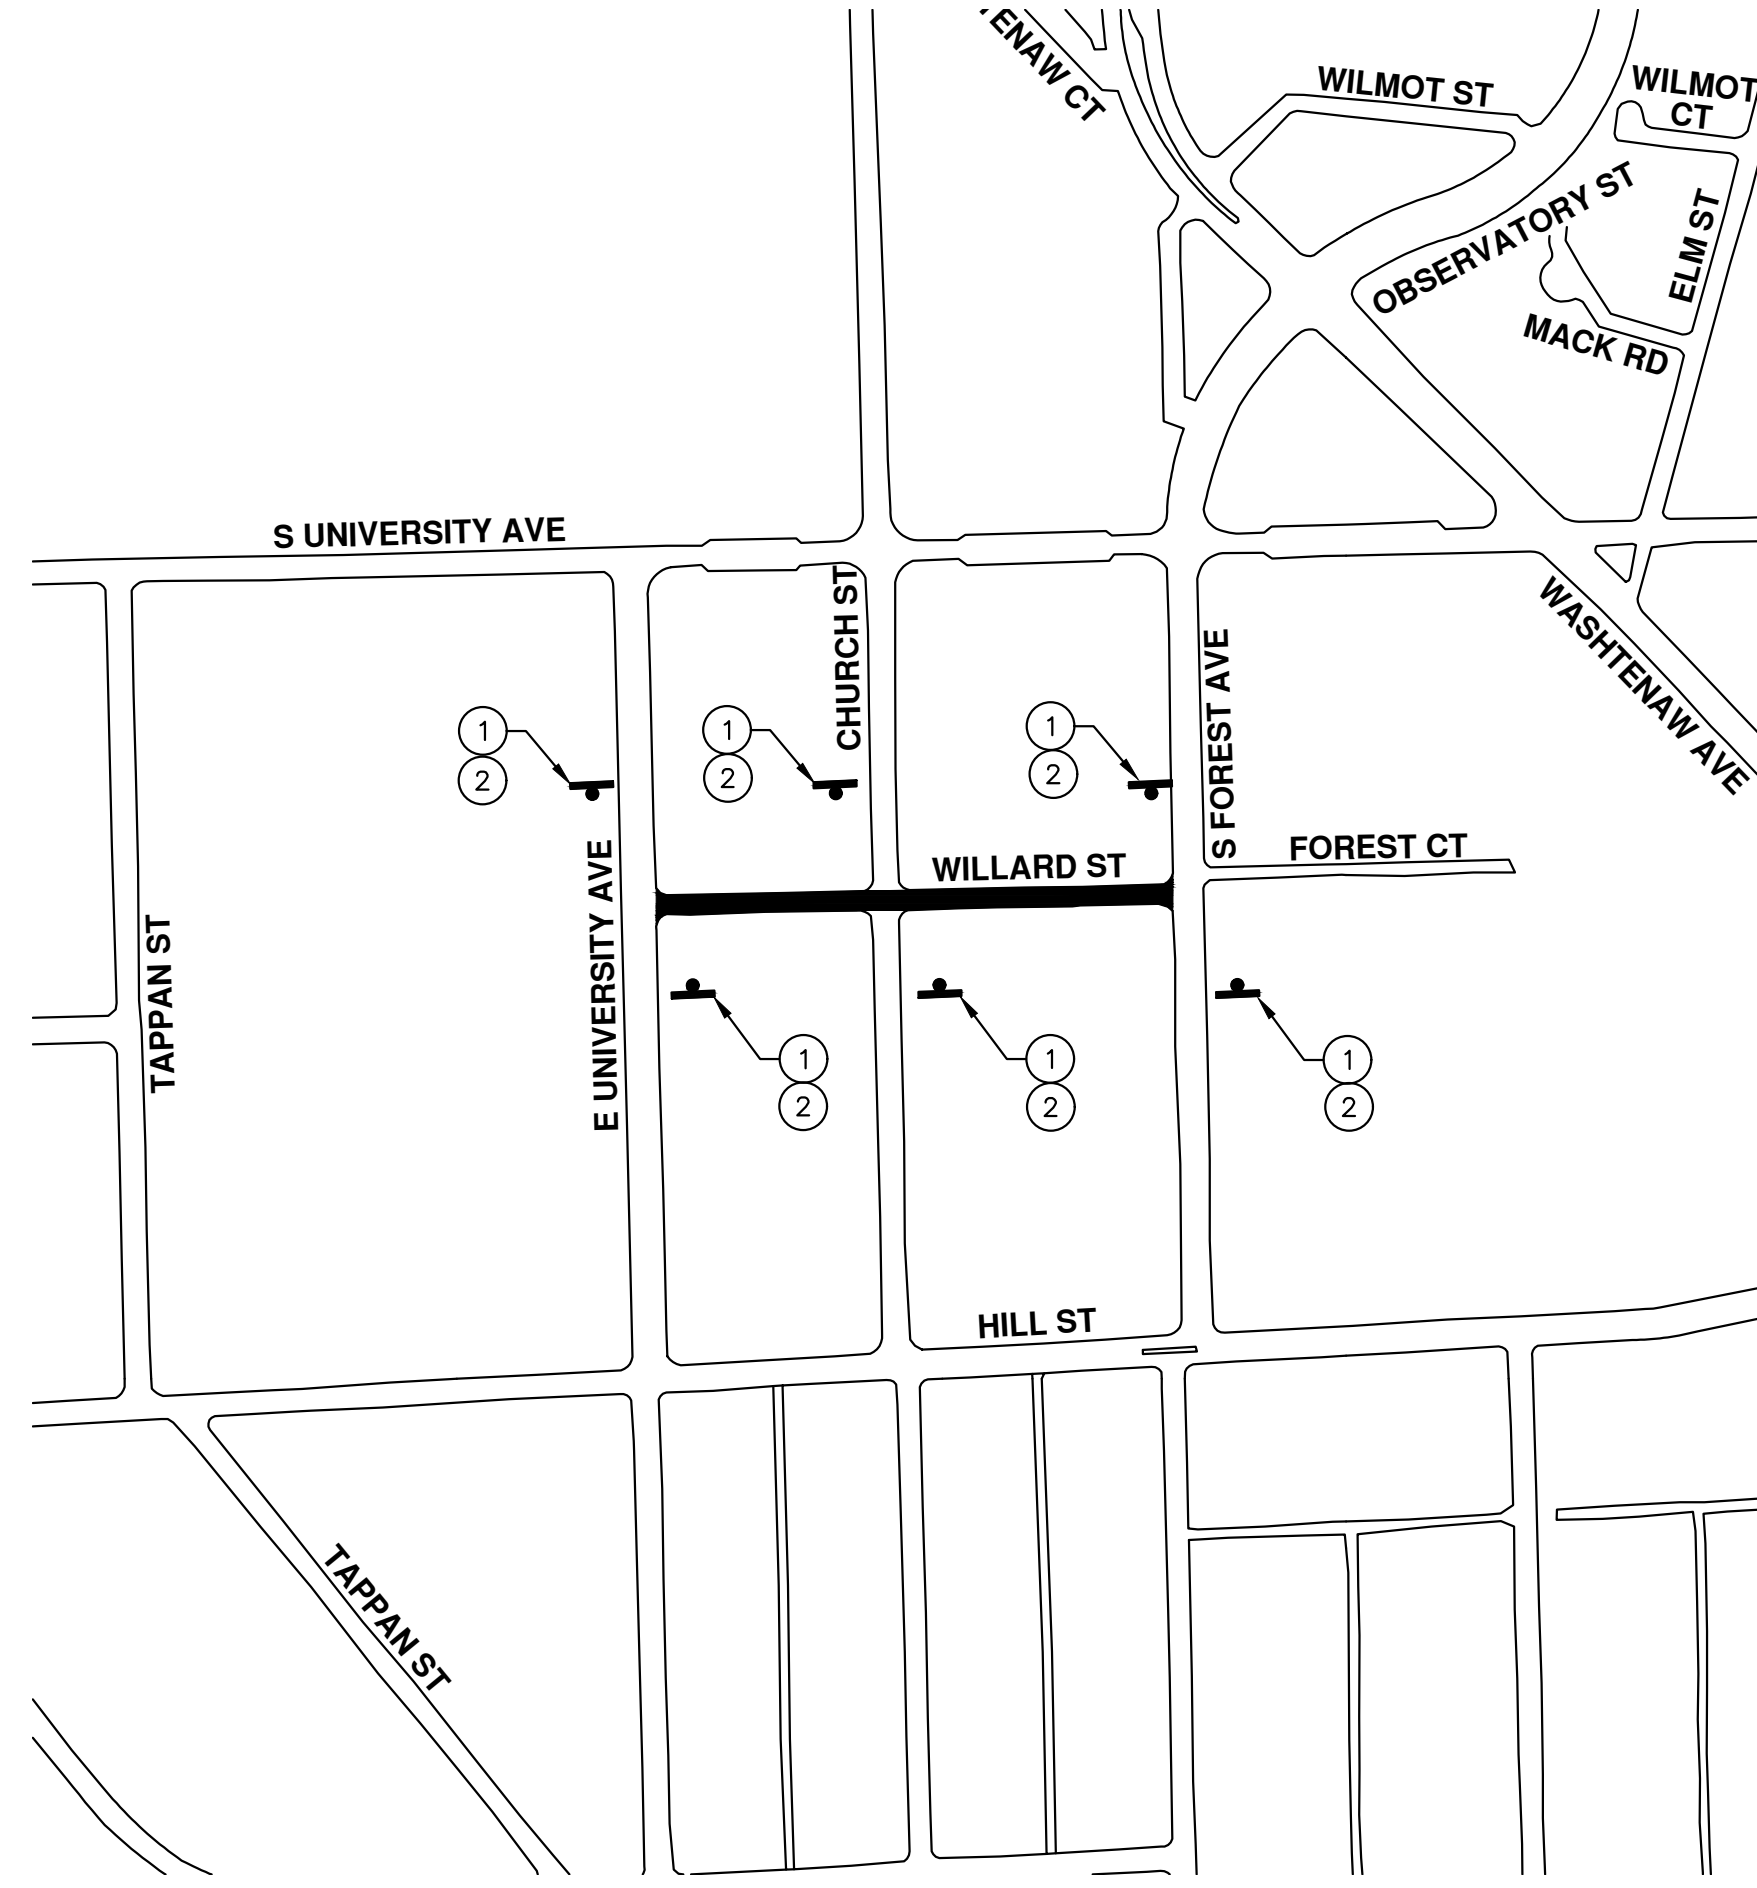 TENAW CT
WILMOT ST
WILMOT
CT
OBSERVATORY ST
ELM ST
MACK RD
S UNIVERSITY AVE
CHURCH ST
WASHTENAW AVE
S FOREST AVE
1
2
1
2
1
2
FOREST CT
WILLARD ST
E UNIVERSITY AVE
TAPPAN ST
1
2
1
2
1
2
HILL ST
TAPPAN ST